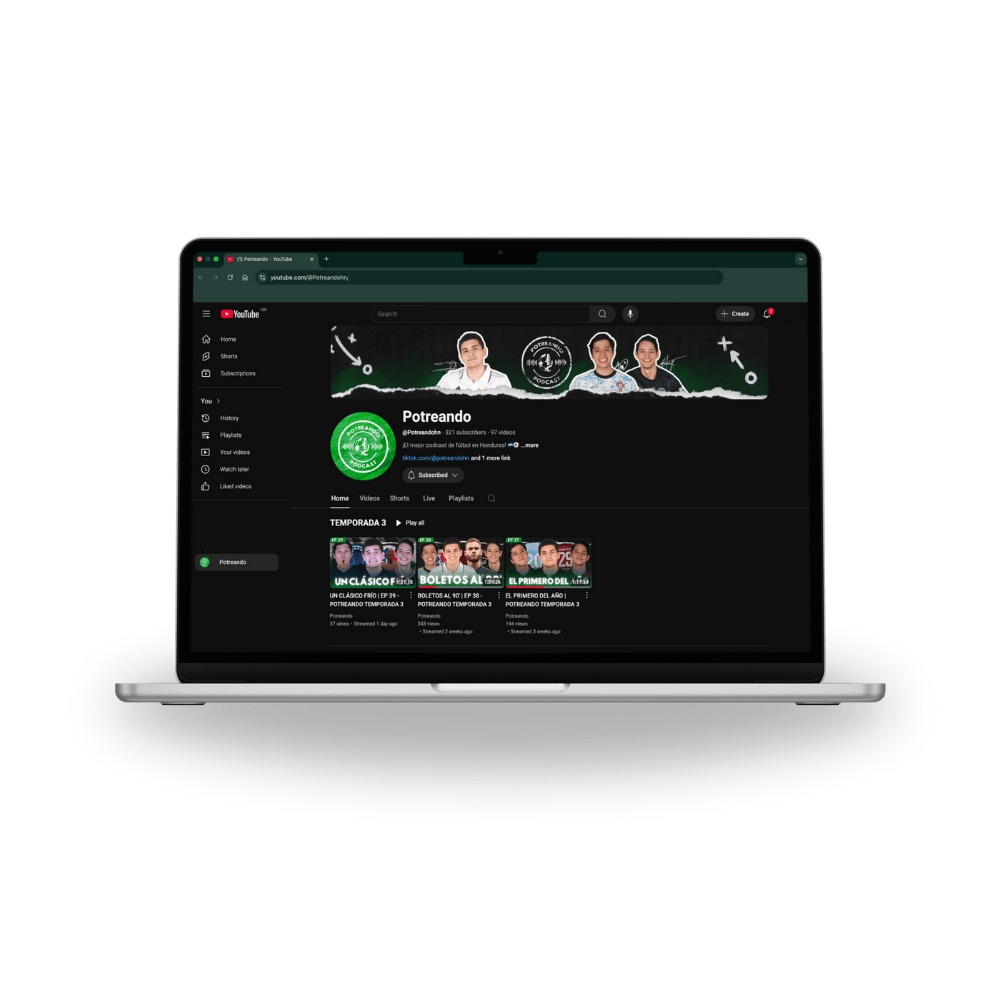 (1) Potreando - YouTube
youtube.com/@Potreandohn
YouTube
Search
Create
Home
Shorts
Subscriptions
You
History
Playlists
Your videos
Watch later
Liked videos
Potreando
POTREANDO
PODCAST
POTREANDO
PODCAST
Potreando
@Potreandohn · 321 subscribers · 97 videos
¡El mejor podcast de fútbol en Honduras! ...more
tiktok.com/@potreandohn and 1 more link
Subscribed
Home Videos Shorts Live Playlists
TEMPORADA 3 Play all
EP 39
UN CLÁSICO FRÍO
EP 38
BOLETOS AL 90'
EP 37
EL PRIMERO DEL
UN CLÁSICO FRÍO | EP 39 -
POTREANDO TEMPORADA 3
Potreando
37 views · Streamed 1 day ago
BOLETOS AL 90' | EP 38 -
POTREANDO TEMPORADA 3
Potreando
343 views
· Streamed 2 weeks ago
EL PRIMERO DEL AÑO |
POTREANDO TEMPORADA 3
Potreando
194 views
· Streamed 3 weeks ago